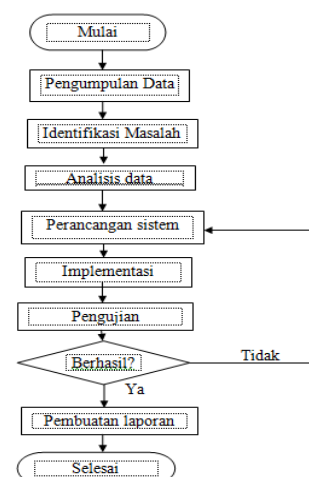 Mulai
Pengumpulan Data
Identifikasi Masalah
Analisis data
Perancangan sistem
Implementasi
Pengujian
Berhasil?
Tidak
Ya
Pembuatan laporan
Selesai